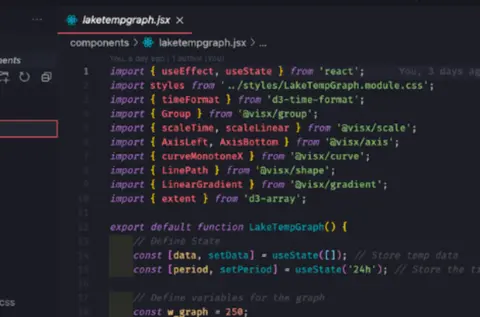 laketempgraph.jsx
components > laketempgraph.jsx > ...
You, a day ago | 1 author (You)
1 import { useEffect, useState } from 'react'; You, 3 days ag
2 import styles from '../styles/LakeTempGraph.module.css';
3 import { timeFormat } from 'd3-time-format';
4 import { Group } from '@visx/group';
5 import { scaleTime, scaleLinear } from '@visx/scale';
6 import { AxisLeft, AxisBottom } from '@visx/axis';
7 import { curveMonotoneX } from '@visx/curve';
8 import { LinePath } from '@visx/shape';
9 import { LinearGradient } from '@visx/gradient';
10 import { extent } from 'd3-array';
11
12 export default function LakeTempGraph() {
13 // Define State
14 const [data, setData] = useState([]); // Store temp data
15 const [period, setPeriod] = useState('24h'); // Store the
16
17 // Define variables for the graph
18 const w_graph = 250;
nents
css